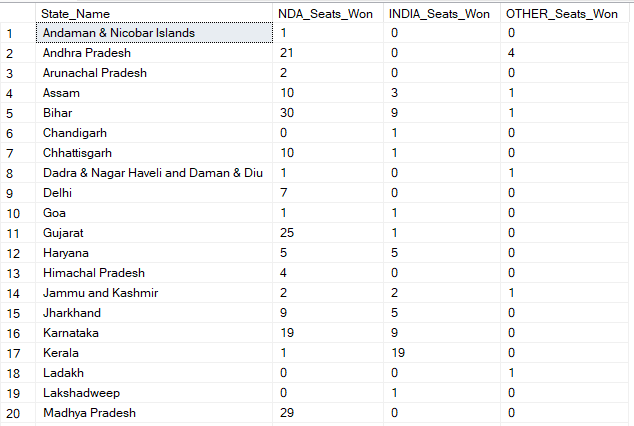 State_Name NDA_Seats_Won INDIA_Seats_Won OTHER_Seats_Won
1 Andaman & Nicobar Islands 1 0 0
2 Andhra Pradesh 21 0 4
3 Arunachal Pradesh 2 0 0
4 Assam 10 3 1
5 Bihar 30 9 1
6 Chandigarh 0 1 0
7 Chhattisgarh 10 1 0
8 Dadra & Nagar Haveli and Daman & Diu 1 0 1
9 Delhi 7 0 0
10 Goa 1 1 0
11 Gujarat 25 1 0
12 Haryana 5 5 0
13 Himachal Pradesh 4 0 0
14 Jammu and Kashmir 2 2 1
15 Jharkhand 9 5 0
16 Karnataka 19 9 0
17 Kerala 1 19 0
18 Ladakh 0 0 1
19 Lakshadweep 0 1 0
20 Madhya Pradesh 29 0 0